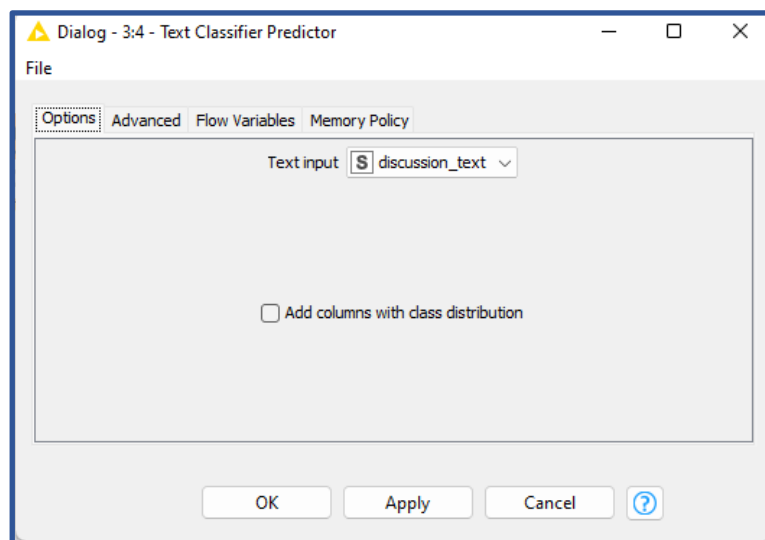 Dialog - 3:4 - Text Classifier Predictor
File
Options Advanced Flow Variables Memory Policy
Text input S discussion_text
Add columns with class distribution
OK Apply Cancel ?